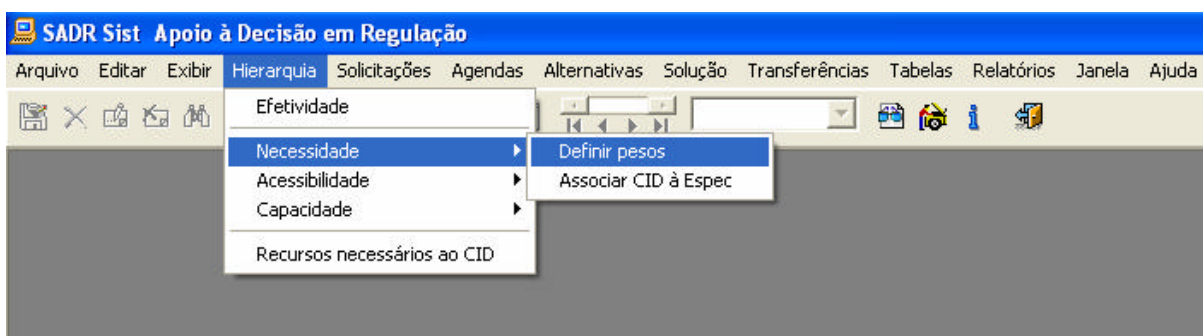 SADR Sist Apoio à Decisão em Regulação
Arquivo Editar Exibir Hierarquia Solicitações Agendas Alternativas Solução Transferências Tabelas Relatórios Janela Ajuda
Efetividade
Necessidade Definir pesos
Acessibilidade Associar CID à Espec
Capacidade
Recursos necessários ao CID